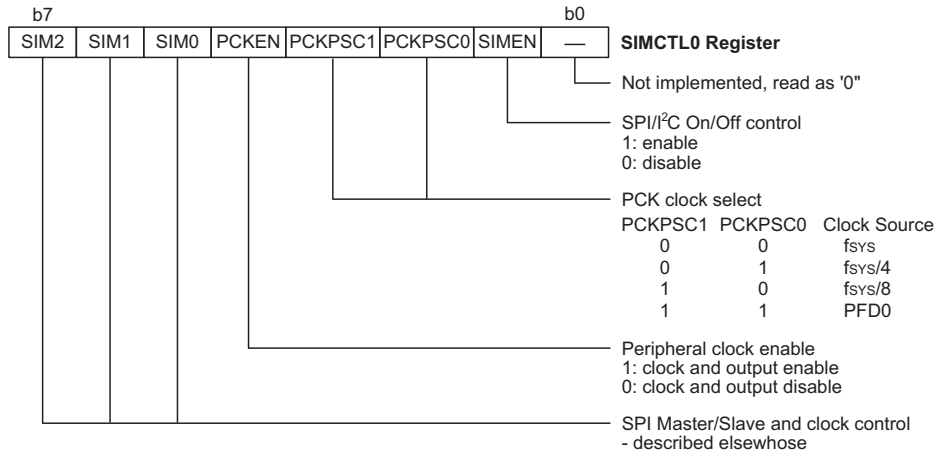 b7 b0
SIM2 SIM1 SIM0 PCKEN PCKPSC1 PCKPSC0 SIMEN — SIMCTL0 Register
Not implemented, read as '0"
SPI/I²C On/Off control
1: enable
0: disable
PCK clock select
PCKPSC1 PCKPSC0 Clock Source
0 0 fSYS
0 1 fSYS/4
1 0 fSYS/8
1 1 PFD0
Peripheral clock enable
1: clock and output enable
0: clock and output disable
SPI Master/Slave and clock control
- described elsewhose